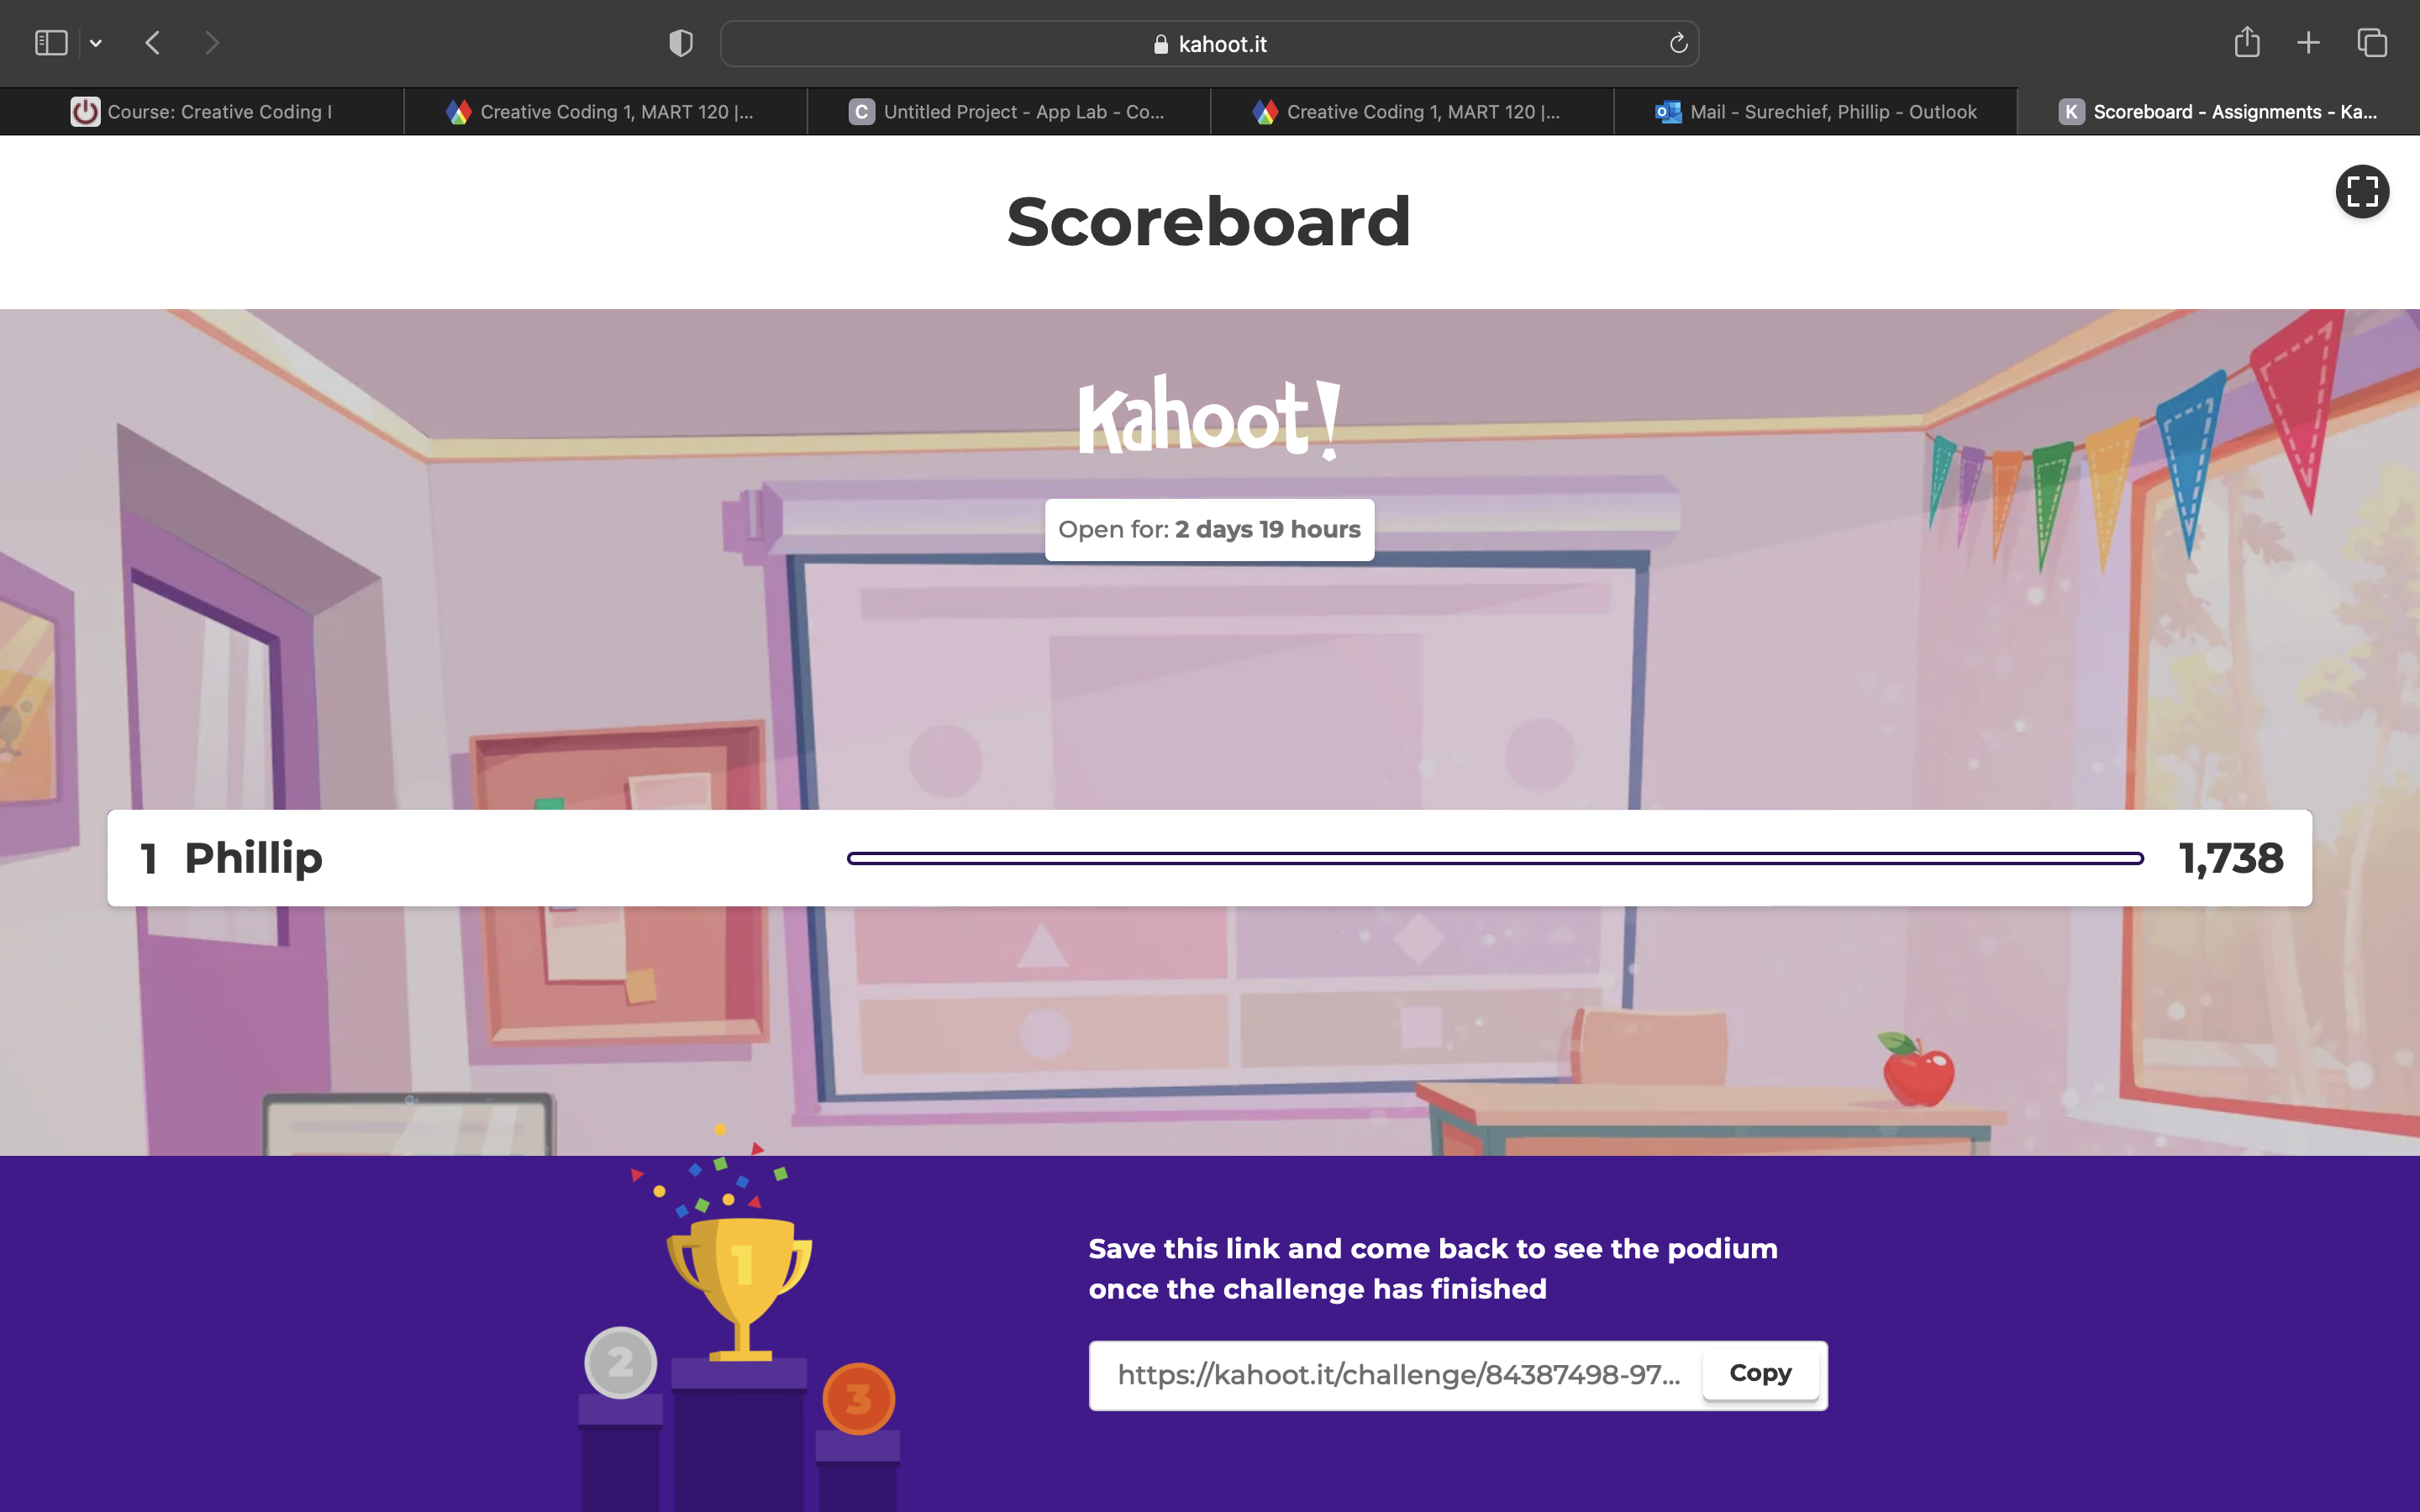 kahoot.it
Course: Creative Coding I
Creative Coding 1, MART 120 |...
C Untitled Project - App Lab - Co...
Creative Coding 1, MART 120 |...
Mail - Surechief, Phillip - Outlook
K Scoreboard - Assignments - Ka...
Scoreboard
Kahoot!
Open for: 2 days 19 hours
1 Phillip 1,738
1
2
3
Save this link and come back to see the podium
once the challenge has finished
https://kahoot.it/challenge/84387498-97... Copy